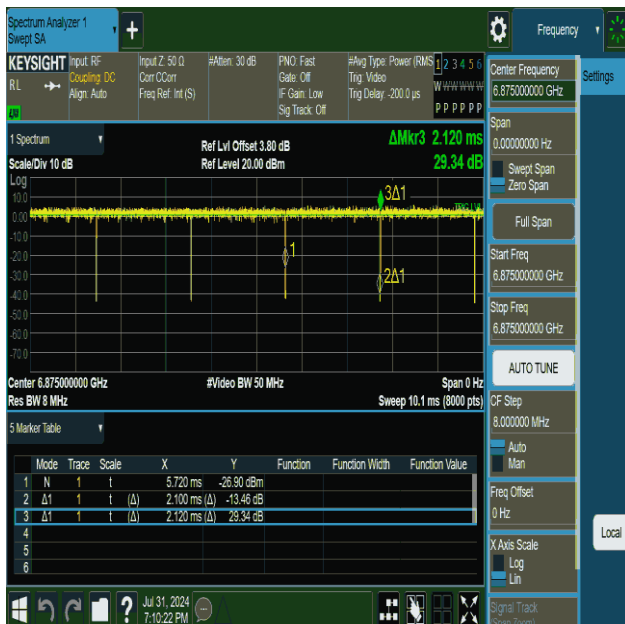 Spectrum Analyzer 1
Swept SA
Frequency
KEYSIGHT
RL
Input: RF
Coupling: DC
Align: Auto
Input Z: 50 Ω
Corr CCorr
Freq Ref: Int (S)
#Atten: 30 dB
PNO: Fast
Gate: Off
IF Gain: Low
Sig Track: Off
#Avg Type: Power (RMS
Trig: Video
Trig Delay: -200.0 µs
1 2 3 4 5 6
W W W W W W
P P P P P P
Center Frequency
6.875000000 GHz
Settings
Span
0.00000000 Hz
Swept Span
Zero Span
Full Span
Start Freq
6.875000000 GHz
Stop Freq
6.875000000 GHz
AUTO TUNE
CF Step
8.000000 MHz
Auto
Man
Freq Offset
0 Hz
X Axis Scale
Log
Lin
Local
Signal Track
(Span Zoom)
1 Spectrum
Scale/Div 10 dB
Ref Lvl Offset 3.80 dB
Ref Level 20.00 dBm
ΔMkr3 2.120 ms
29.34 dB
Log
10.0
0.00
-10.0
-20.0
-30.0
-40.0
-50.0
-60.0
-70.0
3Δ1
TRIG LVL
1
2Δ1
Center 6.875000000 GHz
Res BW 8 MHz
#Video BW 50 MHz
Span 0 Hz
Sweep 10.1 ms (8000 pts)
5 Marker Table
Mode Trace Scale X Y Function Function Width Function Value
1 N 1 t 5.720 ms -26.90 dBm
2 Δ1 1 t (Δ) 2.100 ms (Δ) -13.46 dB
3 Δ1 1 t (Δ) 2.120 ms (Δ) 29.34 dB
4
5
6
Jul 31, 2024
7:10:22 PM